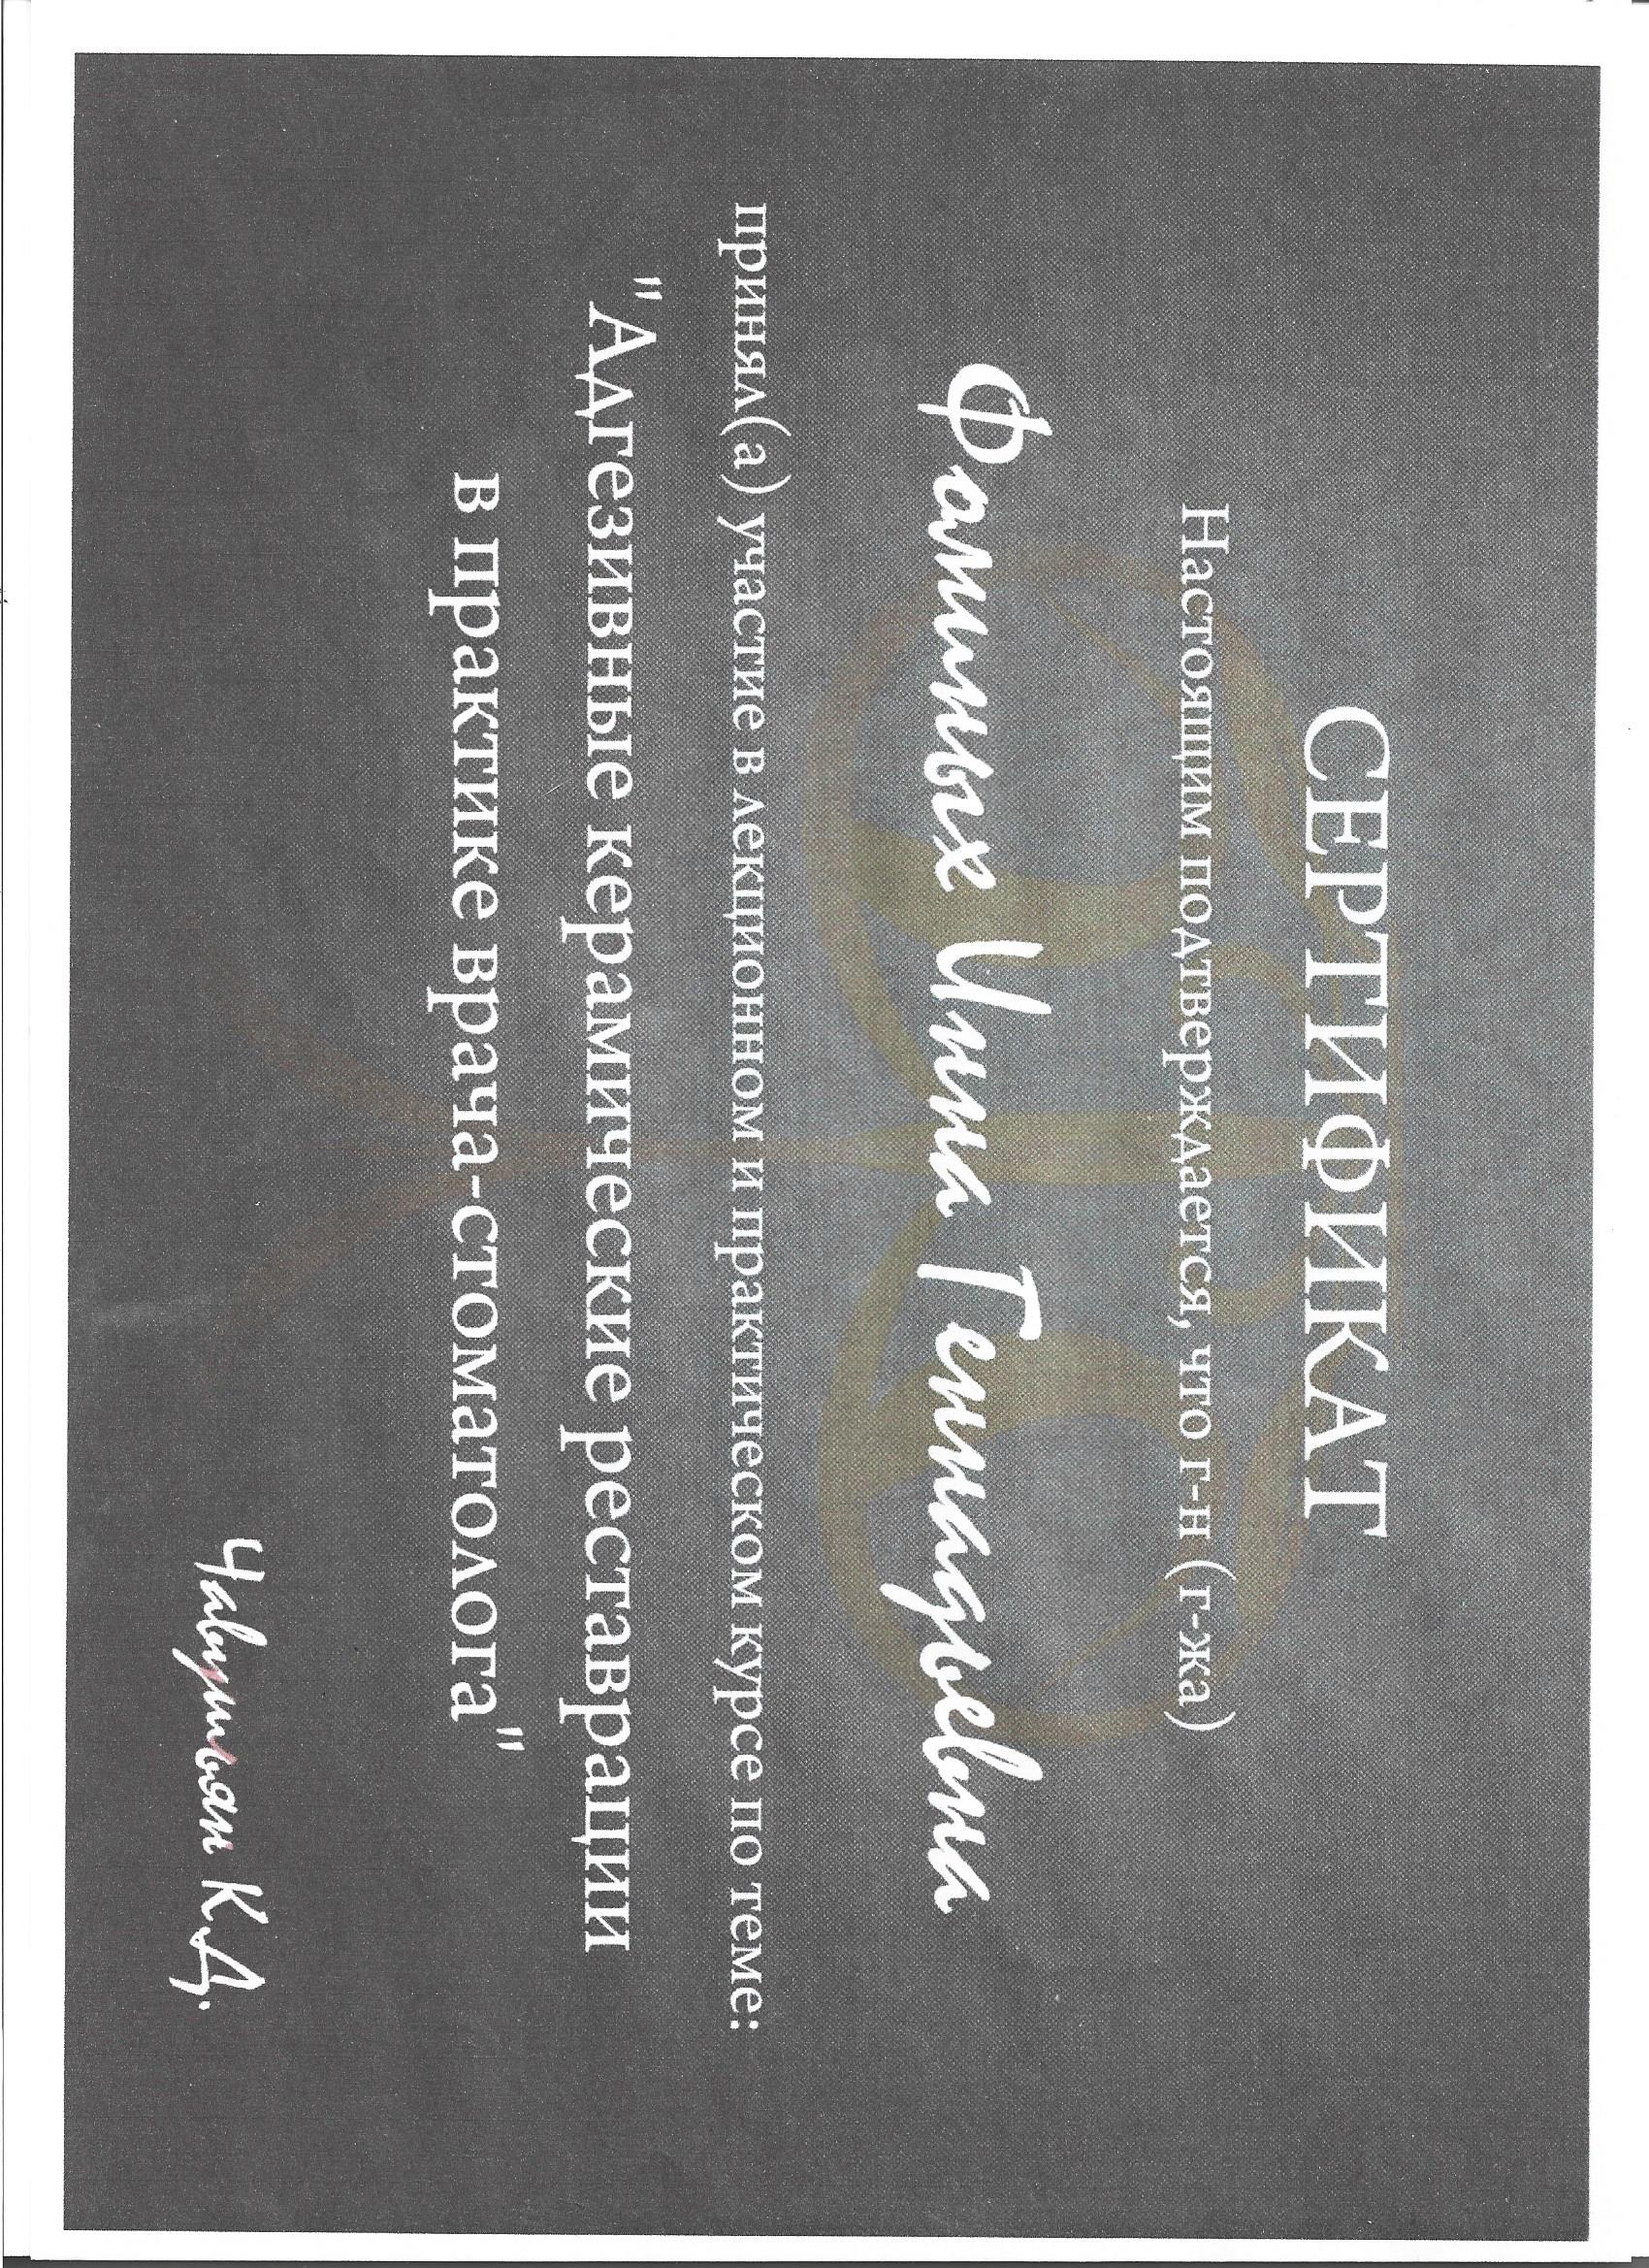 СЕРТИФИКАТ
Настоящим подтверждается, что г-н (г-жа)
Фоминых Инна Геннадьевна
принял(а) участие в лекционном и практическом курсе по теме:
"Адгезивные керамические реставрации
в практике врача-стоматолога"
Чавушьян К.Д.